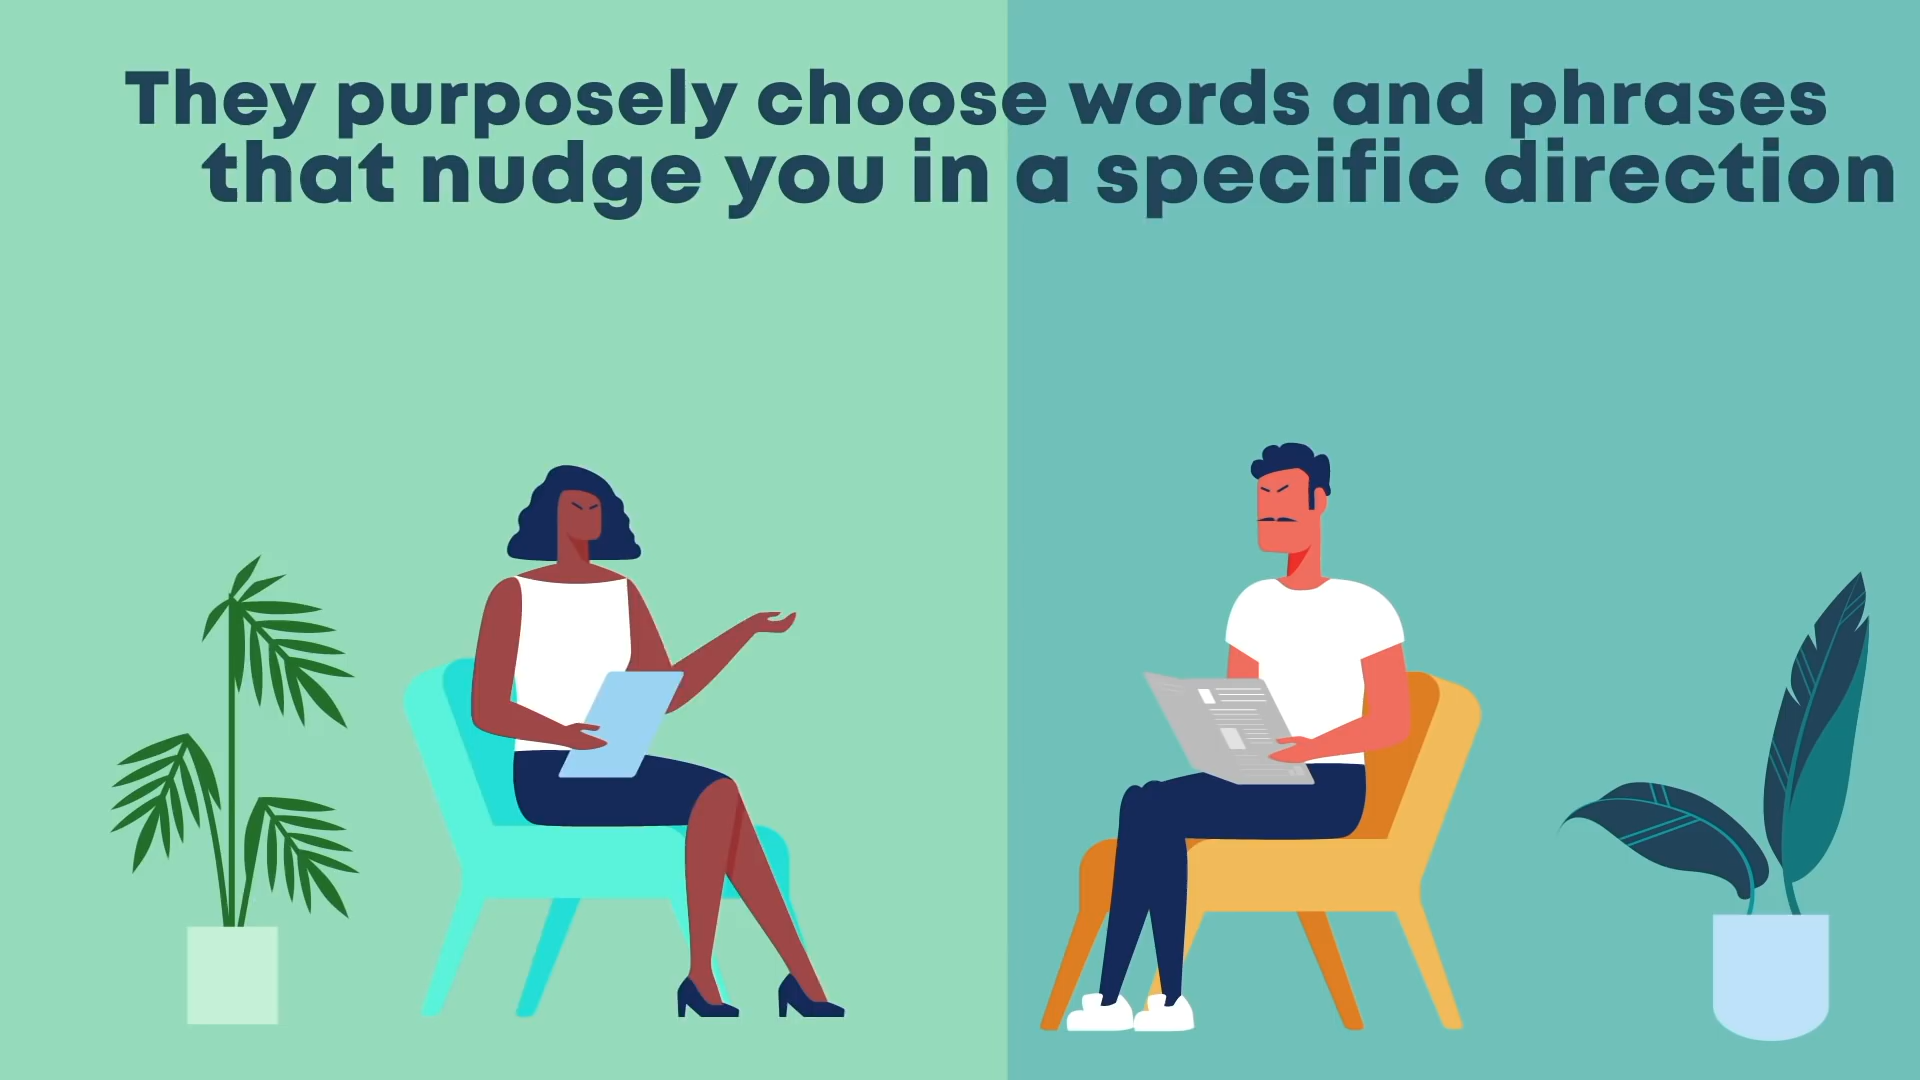 They purposely choose words and phrases
that nudge you in a specific direction